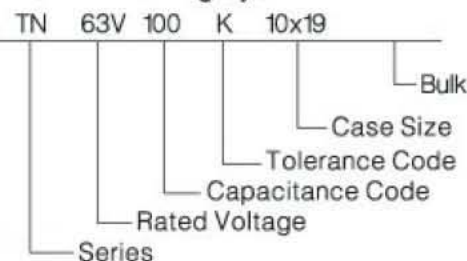 TN 63V 100 K 10x19
Bulk
Case Size
Tolerance Code
Capacitance Code
Rated Voltage
Series